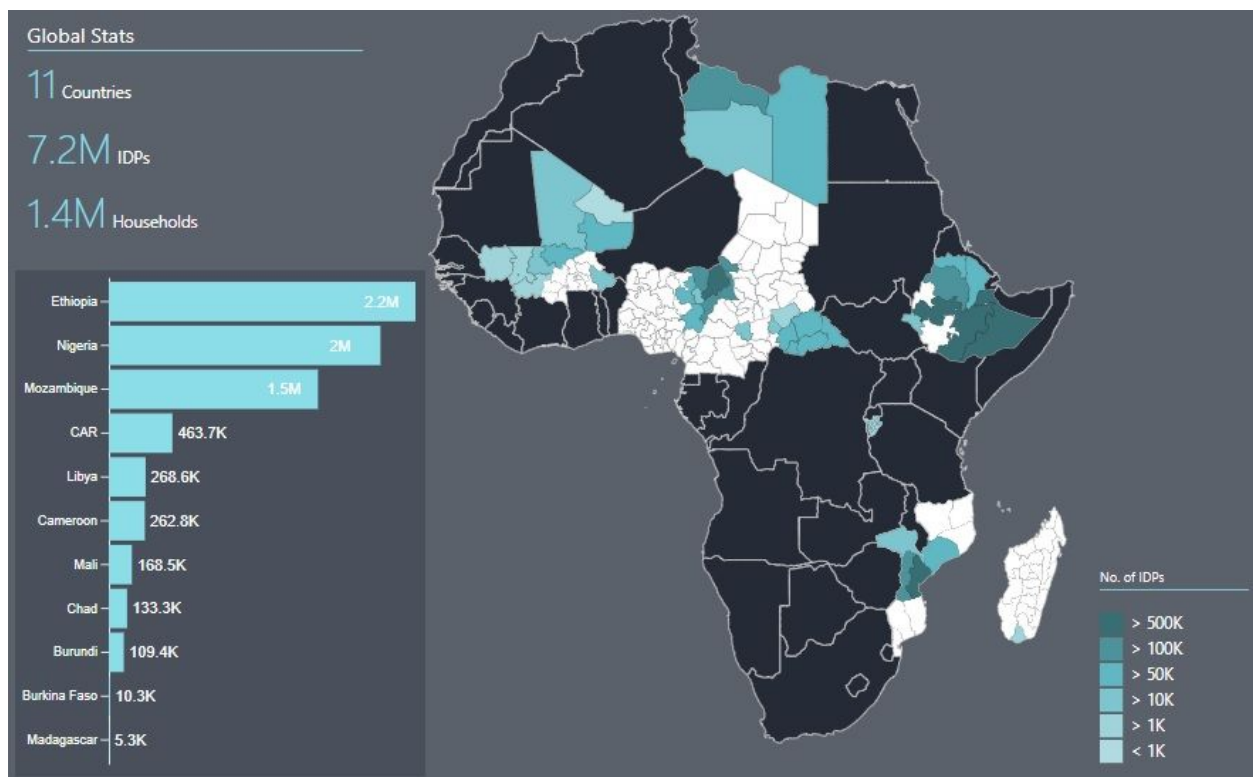 Global Stats
11 Countries
7.2M IDPs
1.4M Households
Ethiopia 2.2M
Nigeria 2M
Mozambique 1.5M
CAR 463.7K
Libya 268.6K
Cameroon 262.8K
Mali 168.5K
Chad 133.3K
Burundi 109.4K
Burkina Faso 10.3K
Madagascar 5.3K
No. of IDPs
> 500K
> 100K
> 50K
> 10K
> 1K
< 1K